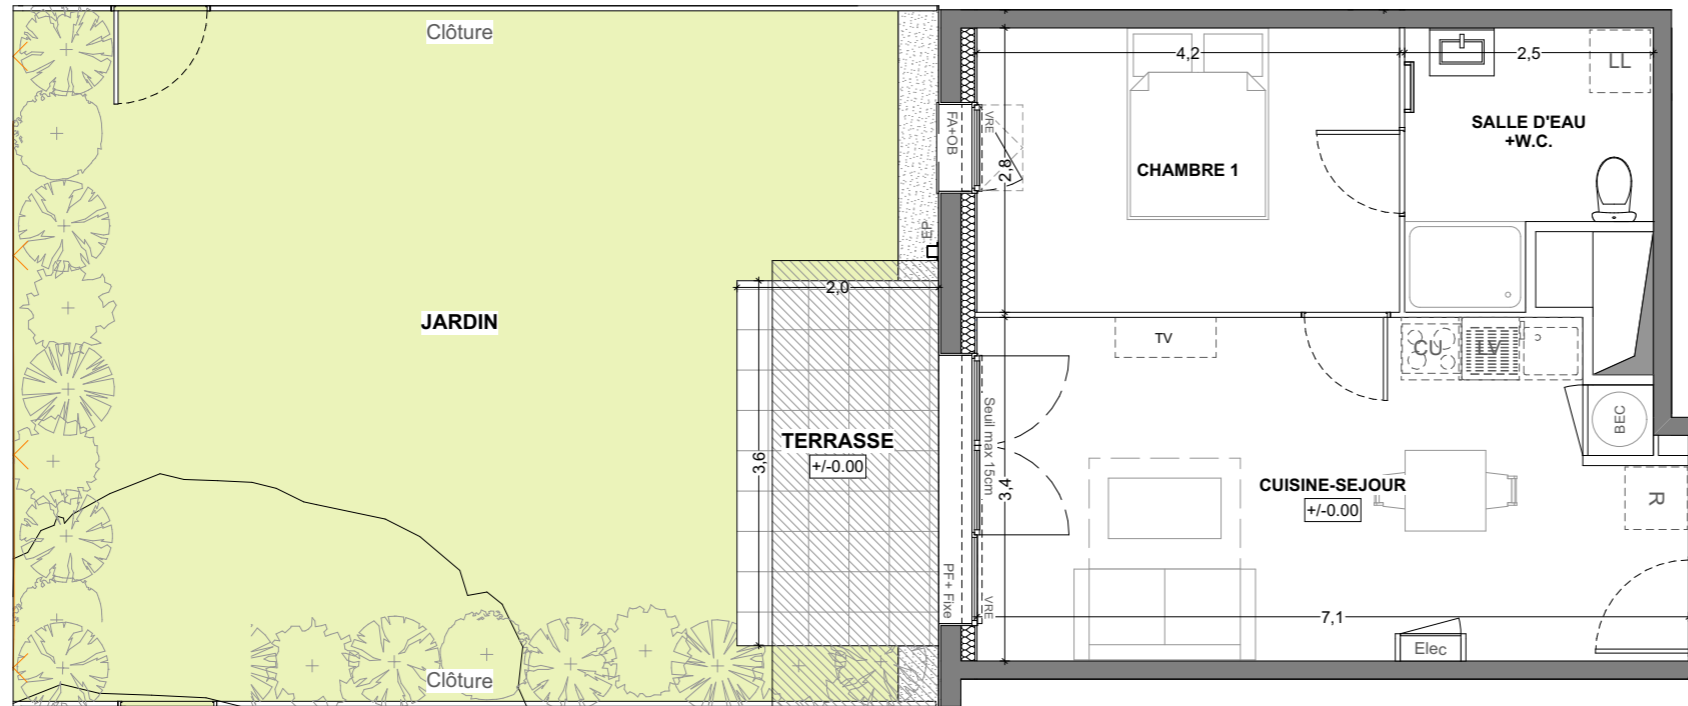 Clôture
4,2
2,5
LL
FA+OB
VRE
SALLE D'EAU
+W.C.
2,8
CHAMBRE 1
EP
2,0
JARDIN
TV
CU
LV
Seuil max 15cm
BEC
TERRASSE
+/-0.00
3,6
3,4
CUISINE-SEJOUR
+/-0.00
R
PF+ Fixe
VRE
7,1
Elec
Clôture